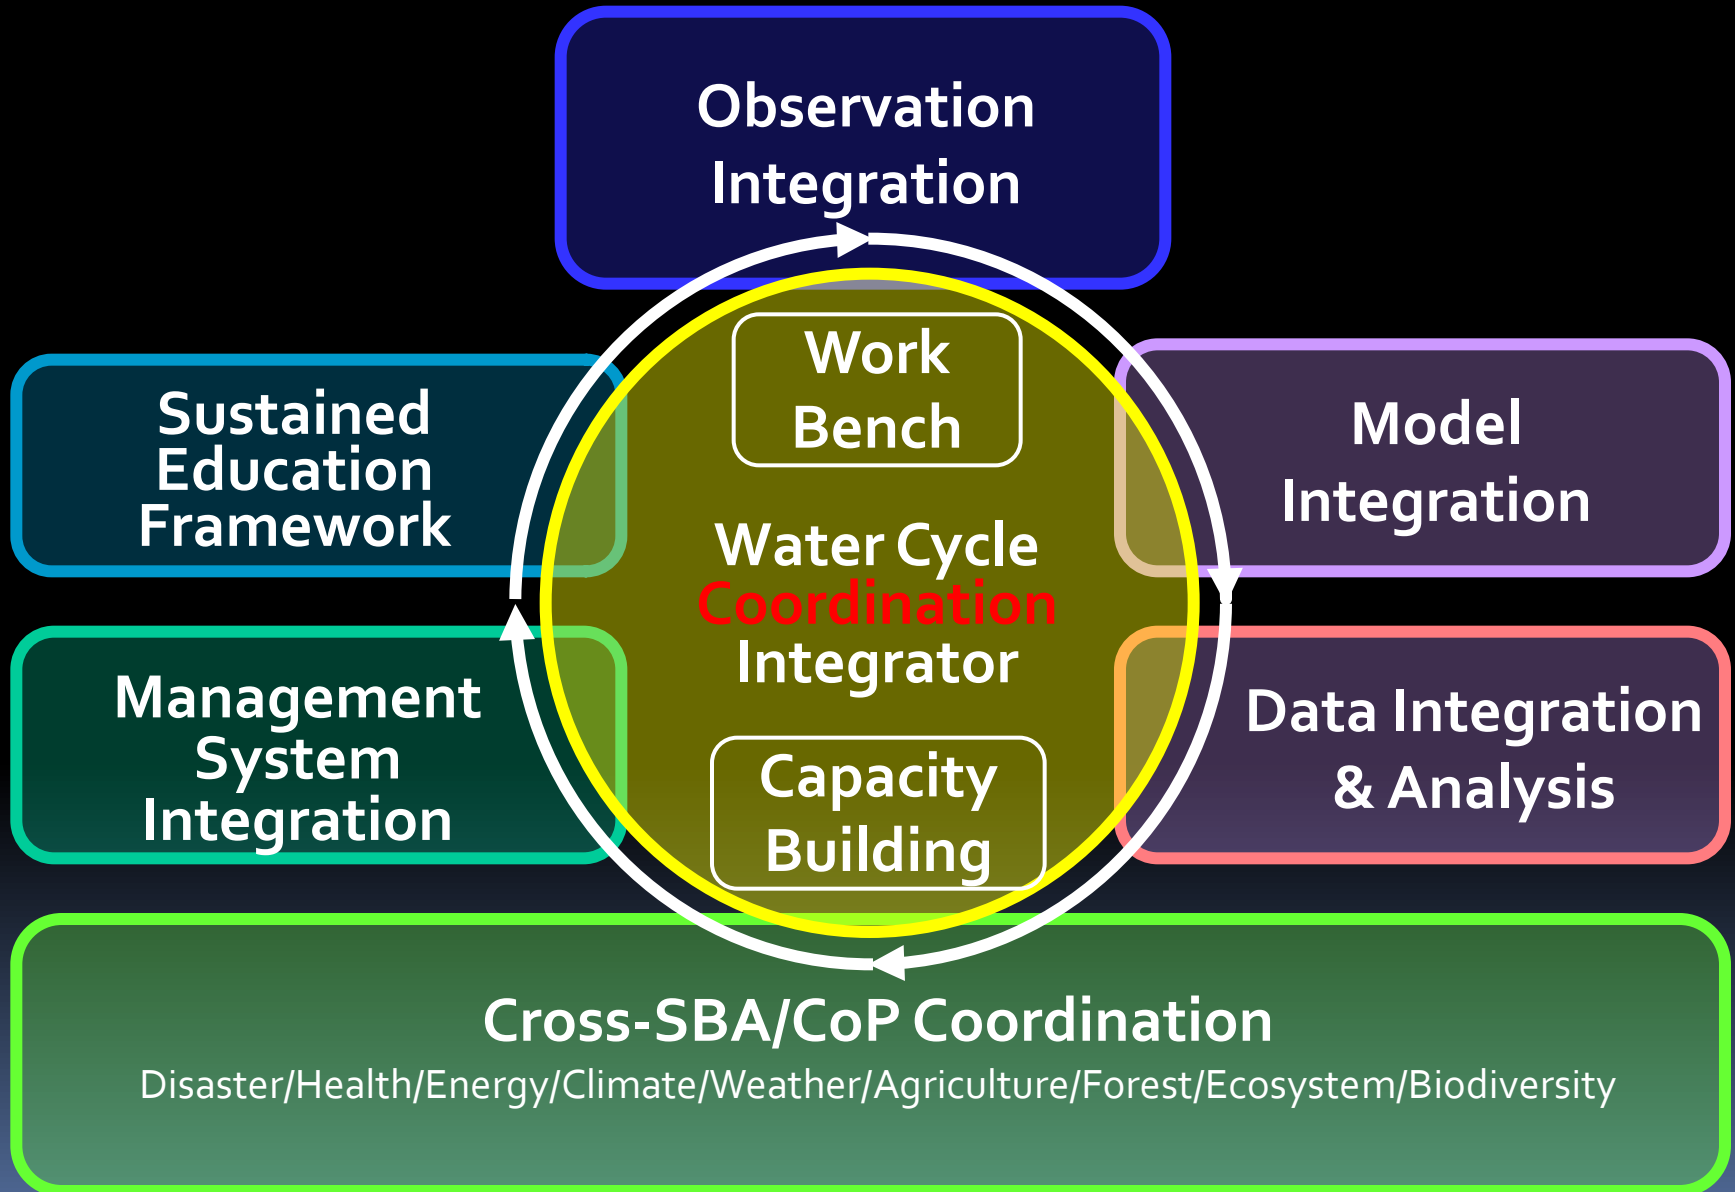 Observation
Integration
Work
Bench
Sustained
Education
Framework
Model
Integration
Water Cycle
Coordination
Integrator
Management
System
Integration
Data Integration
& Analysis
Capacity
Building
Cross-SBA/CoP Coordination
Disaster/Health/Energy/Climate/Weather/Agriculture/Forest/Ecosystem/Biodiversity